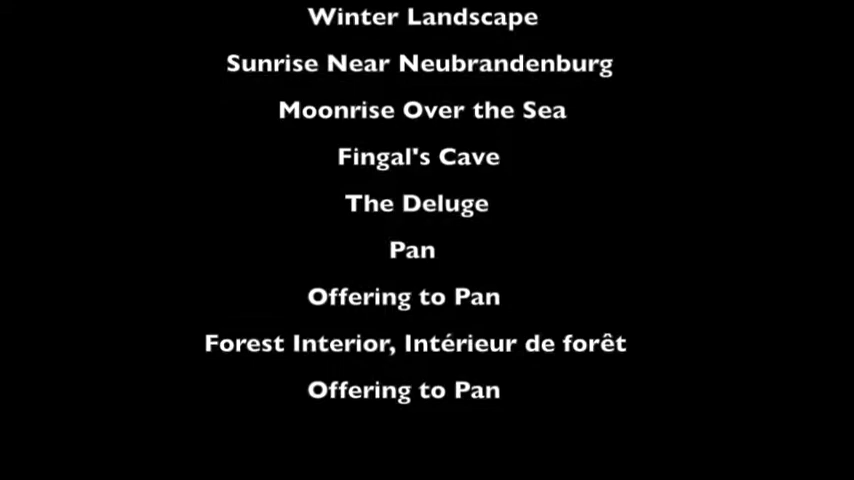 Winter Landscape
Sunrise Near Neubrandenburg
Moonrise Over the Sea
Fingal's Cave
The Deluge
Pan
Offering to Pan
Forest Interior, Intérieur de forêt
Offering to Pan